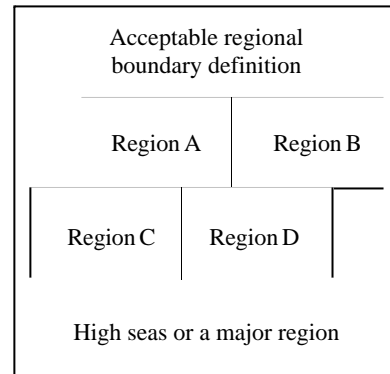 Acceptable regional
boundary definition
Region A
Region B
Region C
Region D
High seas or a major region